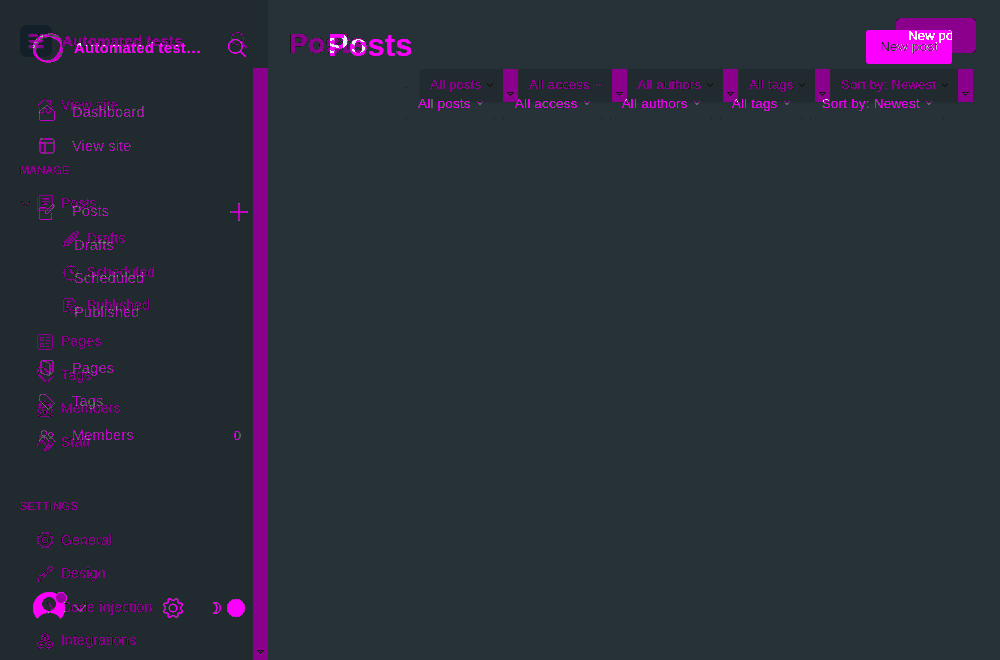 Automated tests
Automated test...
Posts
Posts
New po
New post
All posts All access All authors All tags Sort by: Newest
All posts All access All authors All tags Sort by: Newest
View site
Dashboard
View site
MANAGE
Posts
Posts
Drafts
Drafts
Scheduled
Scheduled
Published
Published
Pages
Pages
Tags
Tags
Members
Staff
Members 0
SETTINGS
General
Design
Code injection
Integrations